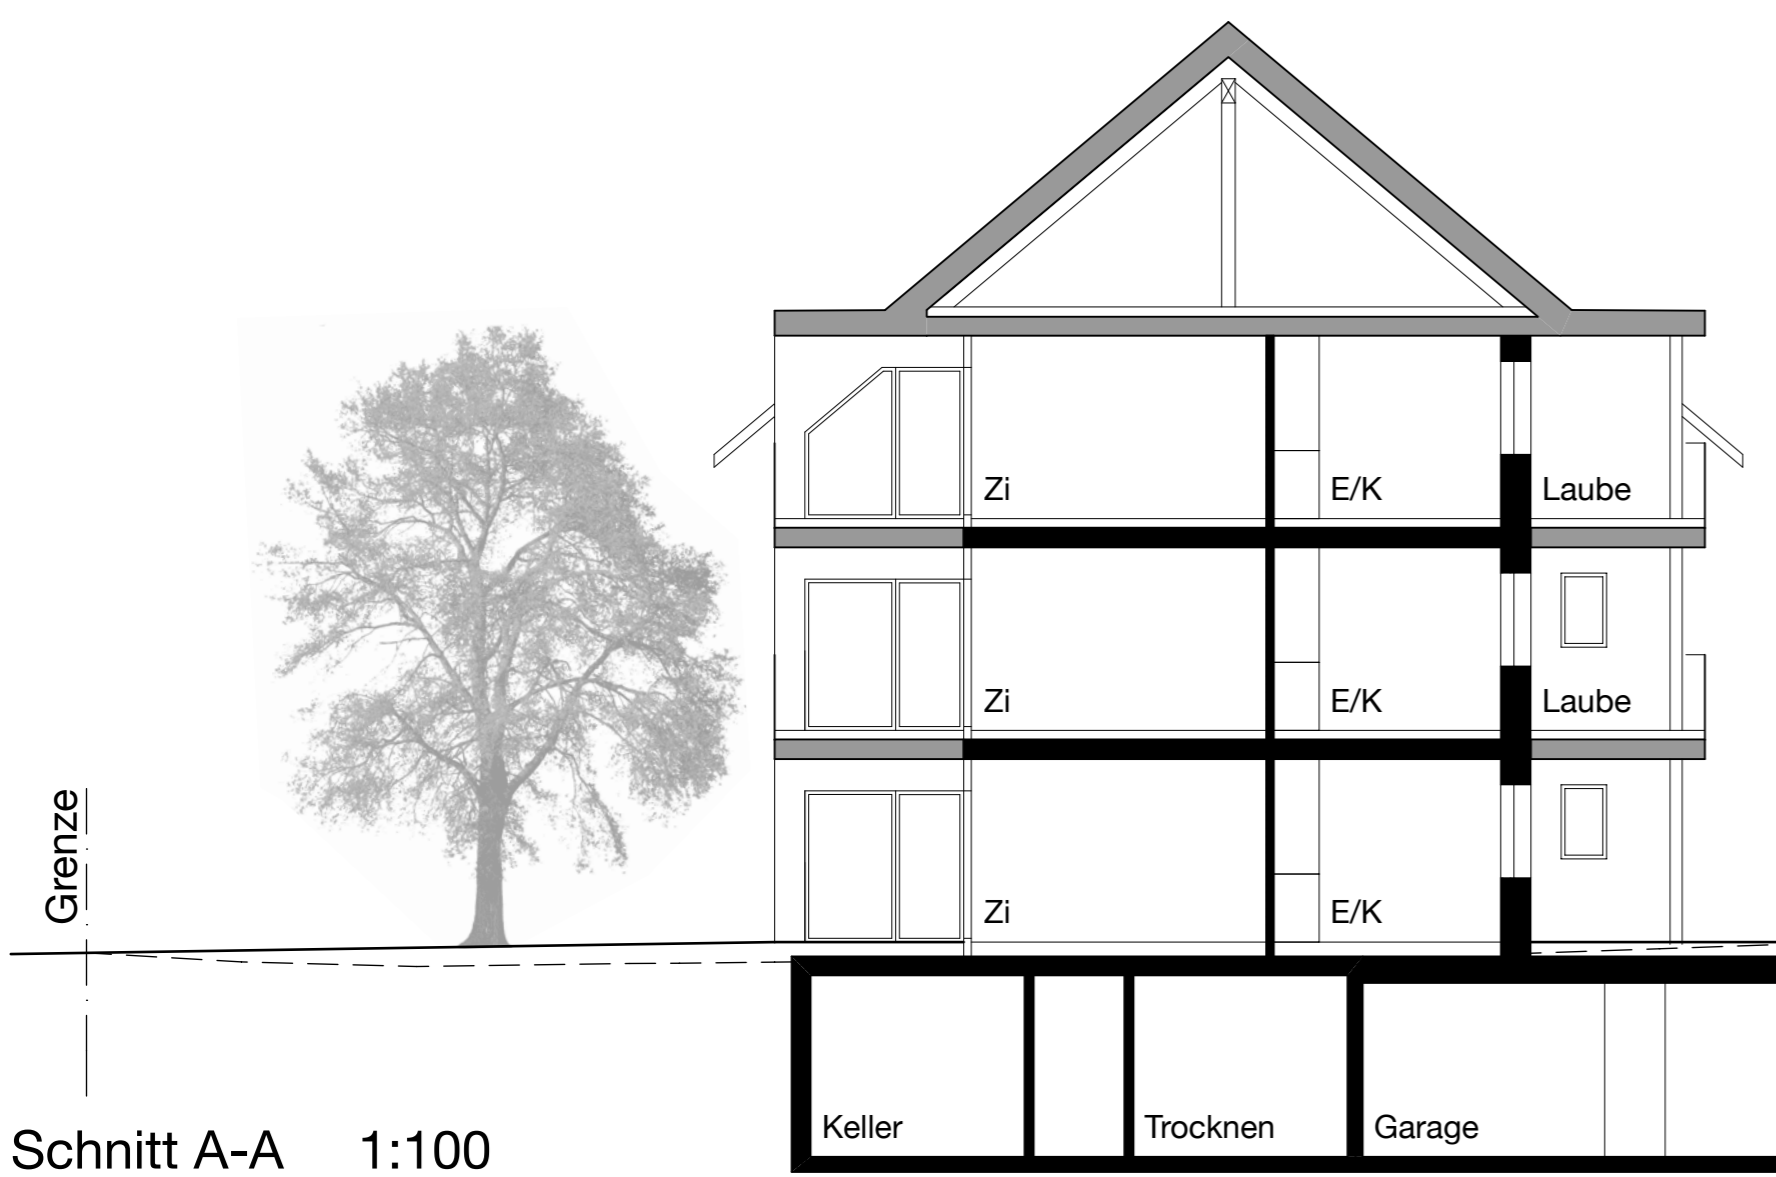 Zi E/K Laube
Zi E/K Laube
Grenze
Zi E/K
Keller Trocknen Garage
Schnitt A-A 1:100